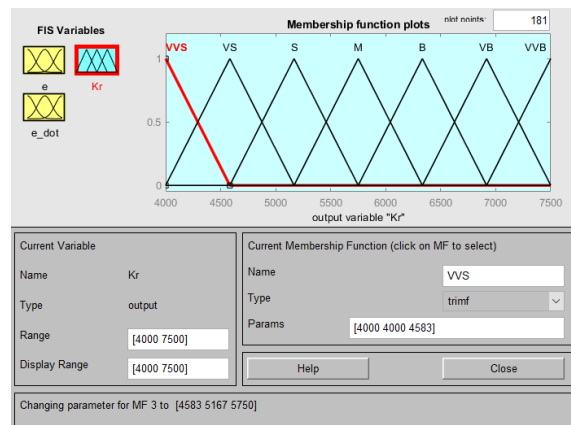 FIS Variables
Membership function plots
plot points:
181
VVS
VS
S
M
B
VB
VVB
e
Kr
e_dot
1
0.5
0
4000
4500
5000
5500
6000
6500
7000
7500
output variable "Kr"
Current Variable
Name
Kr
Type
output
Range
[4000 7500]
Display Range
[4000 7500]
Current Membership Function (click on MF to select)
Name
VVS
Type
trimf
Params
[4000 4000 4583]
Help
Close
Changing parameter for MF 3 to [4583 5167 5750]